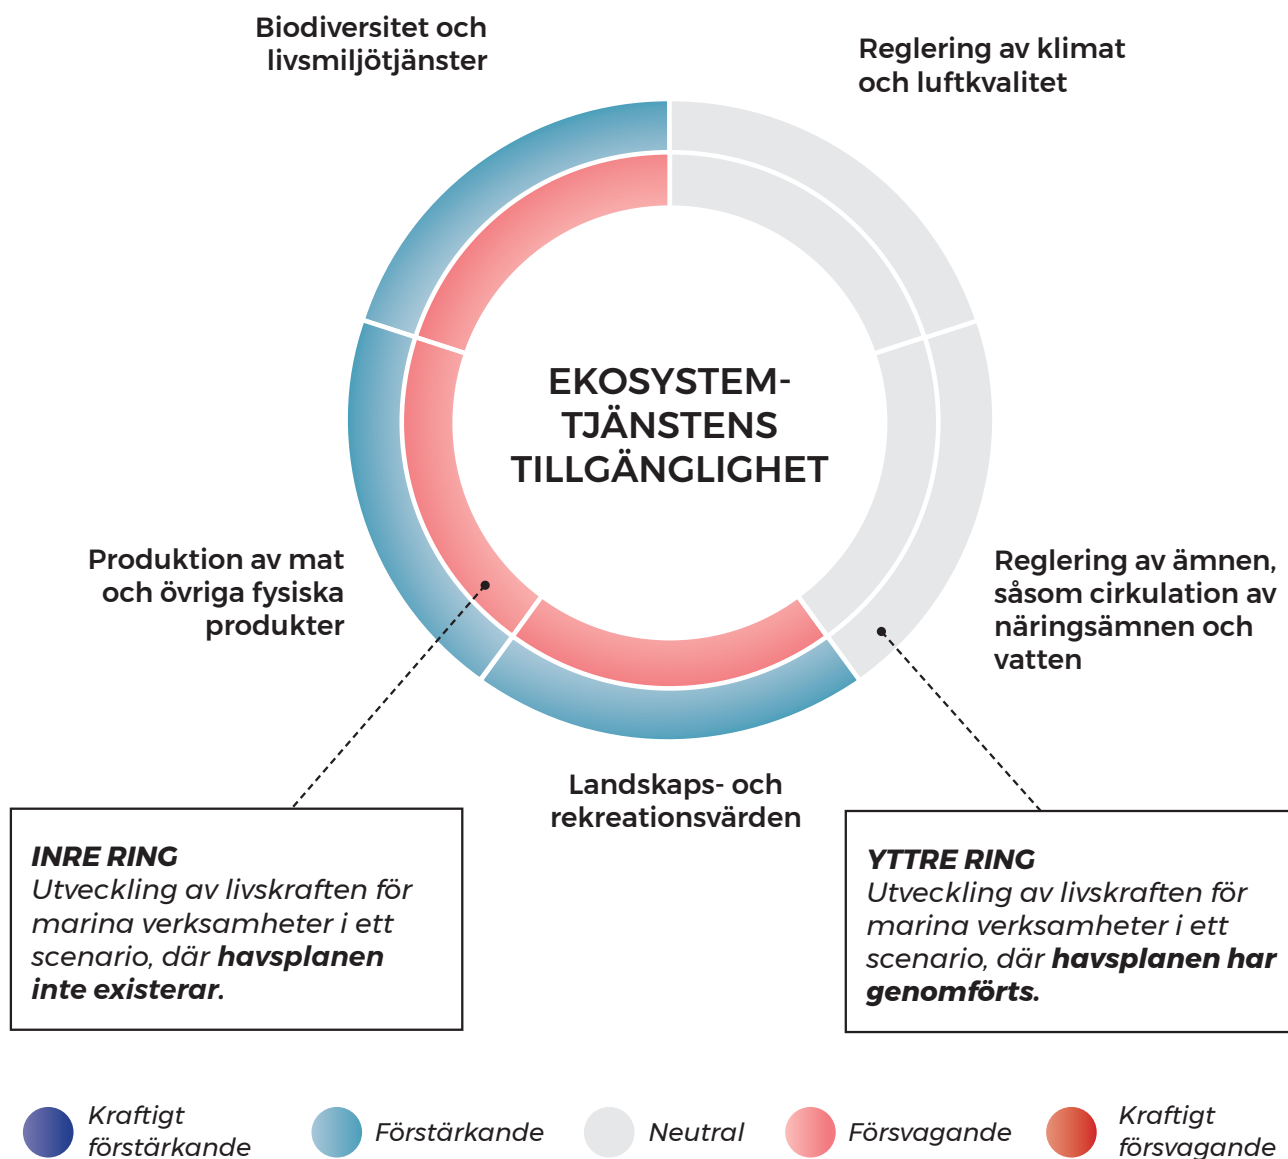 Biodiversitet och
livsmiljötjänster
Reglering av klimat
och luftkvalitet
EKOSYSTEM-
TJÄNSTENS
TILLGÄNGLIGHET
Produktion av mat
och övriga fysiska
produkter
Reglering av ämnen,
såsom cirkulation av
näringsämnen och
vatten
Landskaps- och
rekreationsvärden
INRE RING
Utveckling av livskraften för
marina verksamheter i ett
scenario, där havsplanen
inte existerar.
YTTRE RING
Utveckling av livskraften för
marina verksamheter i ett
scenario, där havsplanen har
genomförts.
Kraftigt
förstärkande
Förstärkande
Neutral
Försvagande
Kraftigt
försvagande